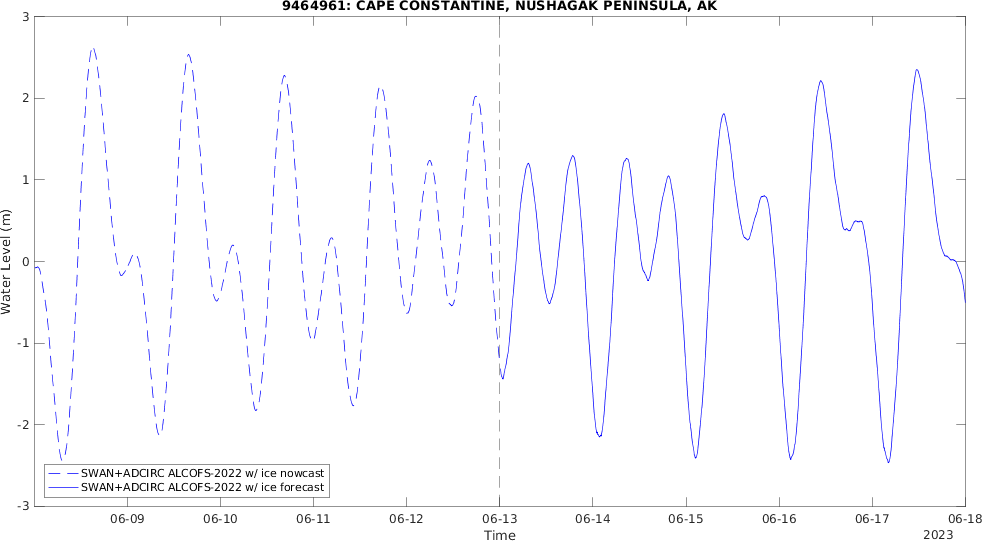 9464961: CAPE CONSTANTINE, NUSHAGAK PENINSULA, AK
3
2
1
0
-1
-2
-3
Water Level (m)
SWAN+ADCIRC ALCOFS-2022 w/ ice nowcast
SWAN+ADCIRC ALCOFS-2022 w/ ice forecast
06-09 06-10 06-11 06-12 06-13 06-14 06-15 06-16 06-17 06-18
Time
2023